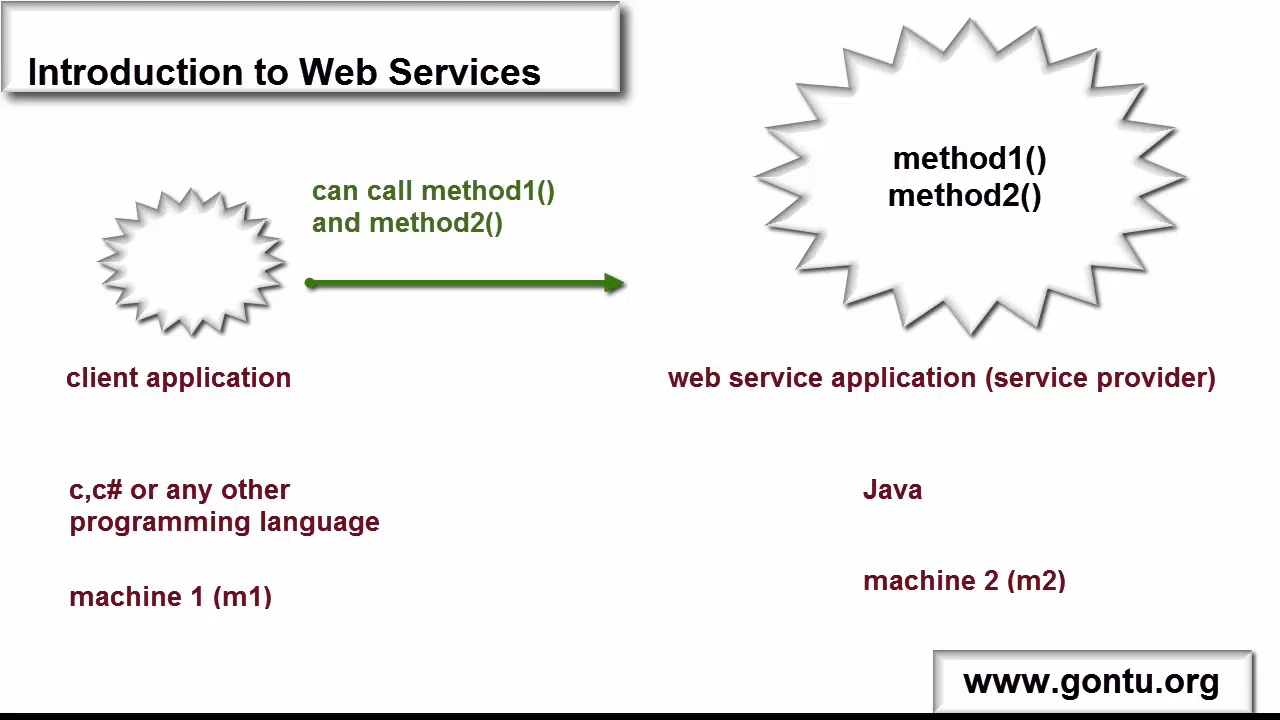 Introduction to Web Services
method1()
method2()
can call method1()
and method2()
client application
web service application (service provider)
c,c# or any other
programming language
Java
machine 1 (m1)
machine 2 (m2)
www.gontu.org